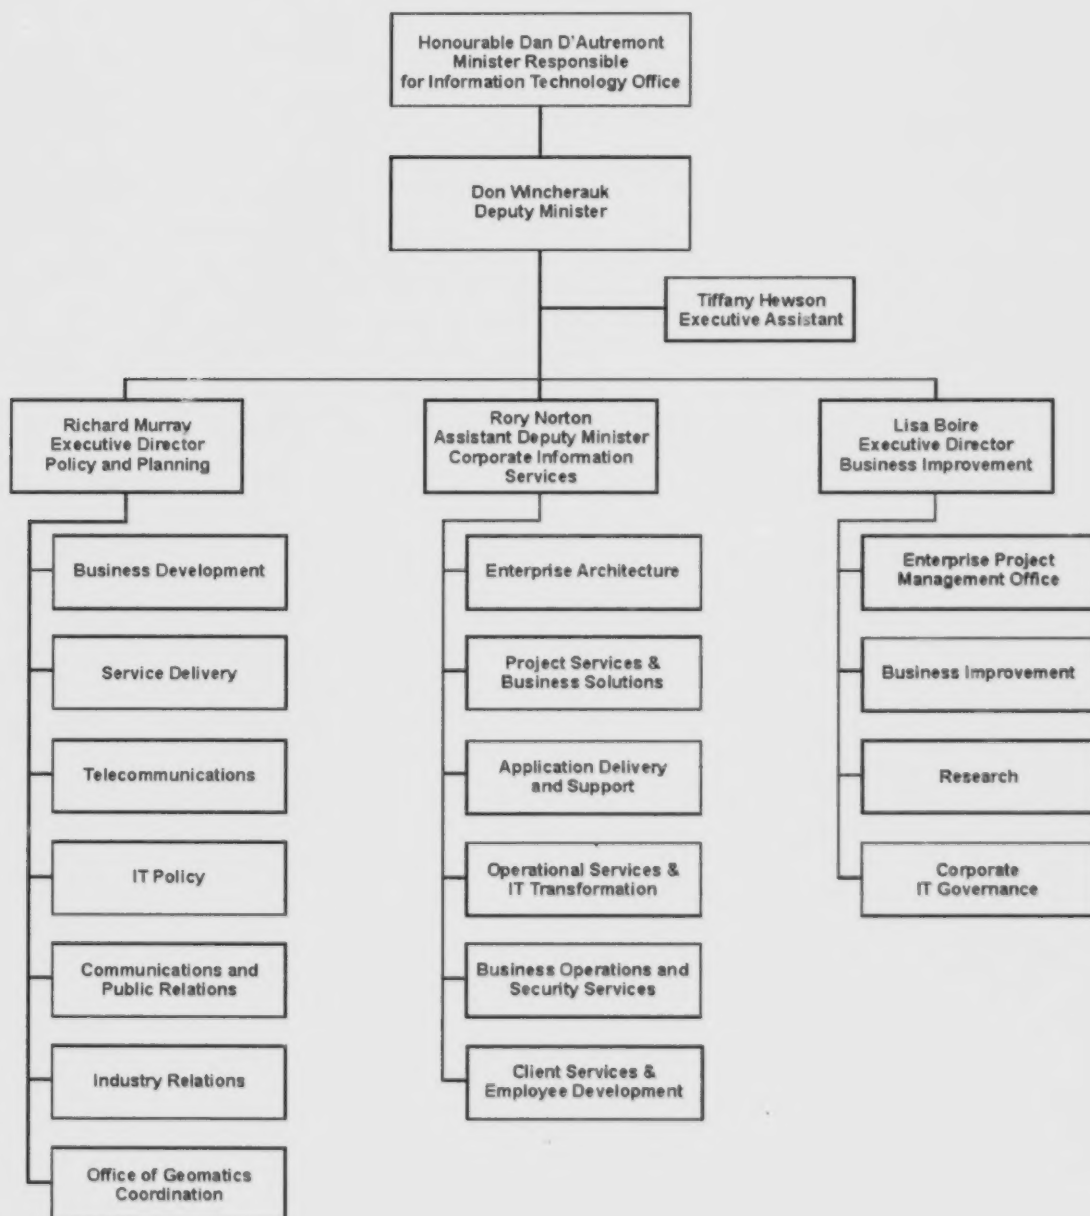 Honourable Dan D'Autremont
Minister Responsible
for Information Technology Office
Don Wincherauk
Deputy Minister
Tiffany Hewson
Executive Assistant
Richard Murray
Executive Director
Policy and Planning
Rory Norton
Assistant Deputy Minister
Corporate Information
Services
Lisa Boire
Executive Director
Business Improvement
Business Development
Service Delivery
Telecommunications
IT Policy
Communications and
Public Relations
Industry Relations
Office of Geomatics
Coordination
Enterprise Architecture
Project Services &
Business Solutions
Application Delivery
and Support
Operational Services &
IT Transformation
Business Operations and
Security Services
Client Services &
Employee Development
Enterprise Project
Management Office
Business Improvement
Research
Corporate
IT Governance